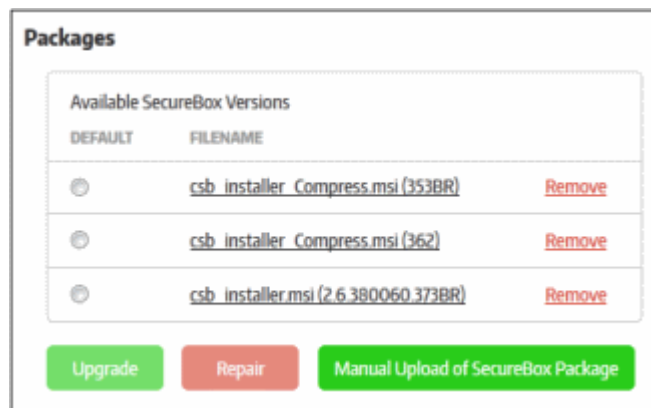 Packages
Available SecureBox Versions
DEFAULT FILENAME
csb_installer_Compress.msi (353BR) Remove
csb_installer_Compress.msi (362) Remove
csb_installer.msi (2.6.380060.373BR) Remove
Upgrade Repair Manual Upload of SecureBox Package